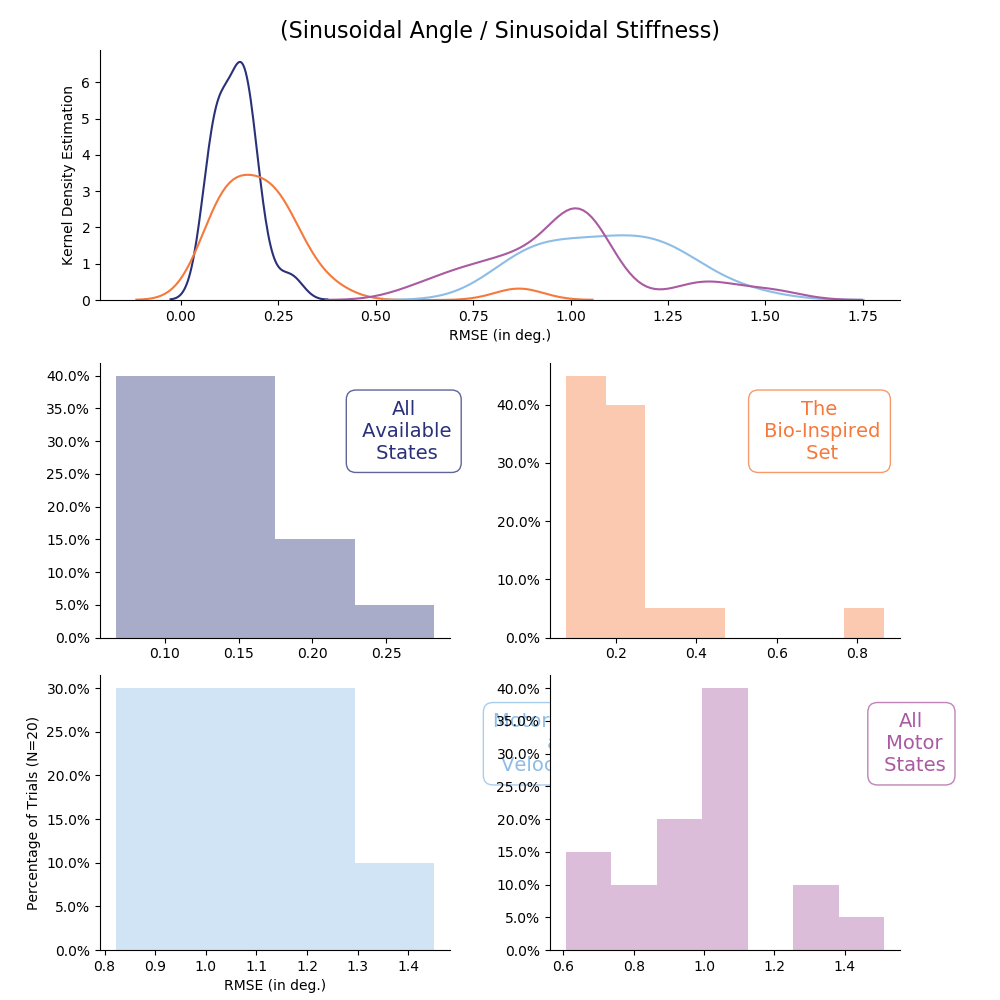 (Sinusoidal Angle / Sinusoidal Stiffness)
Kernel Density Estimation
6
5
4
3
2
1
0
0.00 0.25 0.50 0.75 1.00 1.25 1.50 1.75
RMSE (in deg.)
40.0%
35.0%
30.0%
25.0%
20.0%
15.0%
10.0%
5.0%
0.0%
0.10 0.15 0.20 0.25
All
Available
States
40.0%
30.0%
20.0%
10.0%
0.0%
0.2 0.4 0.6 0.8
The
Bio-Inspired
Set
Percentage of Trials (N=20)
30.0%
25.0%
20.0%
15.0%
10.0%
5.0%
0.0%
0.8 0.9 1.0 1.1 1.2 1.3 1.4
RMSE (in deg.)
40.0%
35.0%
30.0%
25.0%
20.0%
15.0%
10.0%
5.0%
0.0%
0.6 0.8 1.0 1.2 1.4
All
Motor
States